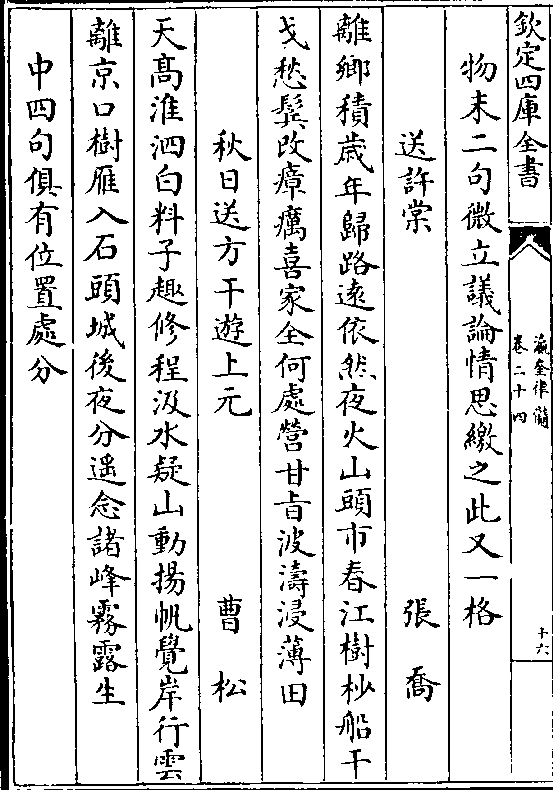 欽定四庫全書
瀛奎律髓
卷二十四
十六
物末二句微立議論情思繳之此又一格
送許棠 張喬
離鄉積歲年歸路遠依然夜火山頭市春江樹杪船干
戈愁鬓改瘴癘喜家全何處營甘旨波濤浸薄田
秋日送方干遊上元 曹松
天髙淮泗白料子趣修程汲水疑山動揚帆覺岸行雲
離京口樹雁入石頭城後夜分遥念諸峰霧露生
中四句俱有位置處分